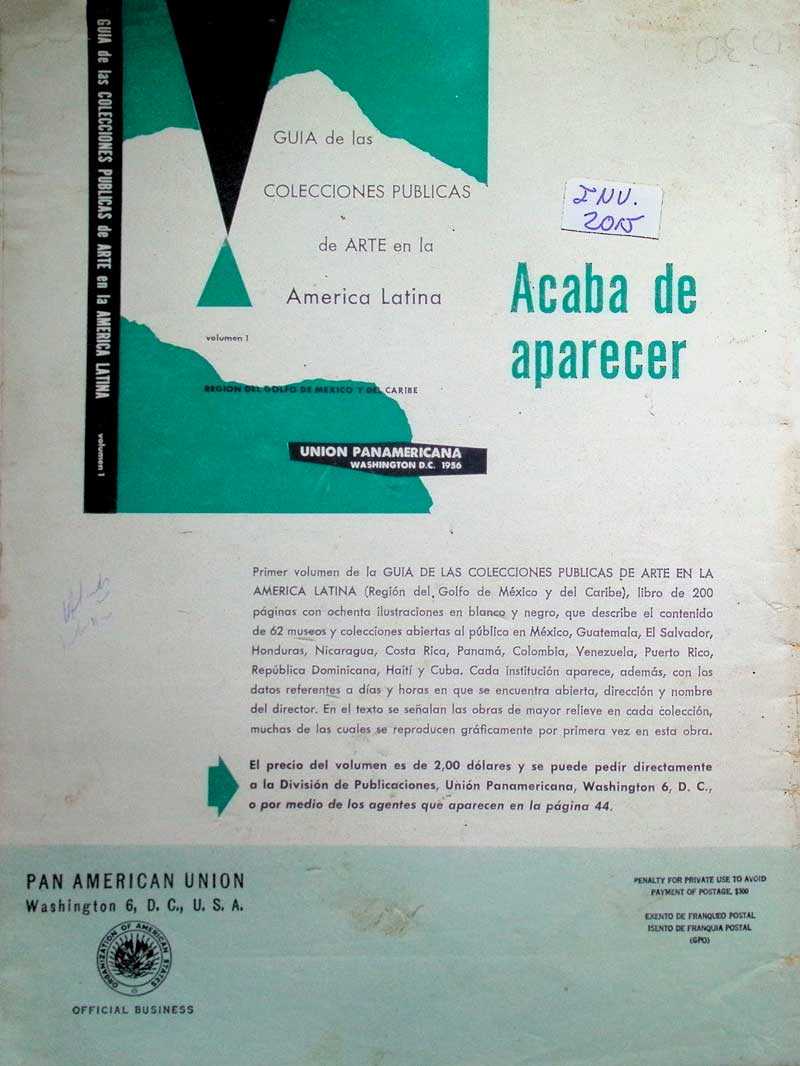 GUIA de las COLECCIONES PUBLICAS de ARTE en la AMERICA LATINA volumen 1
GUIA de las
COLECCIONES PUBLICAS
de ARTE en la
America Latina
volumen 1
REGION DEL GOLFO DE MEXICO Y DEL CARIBE
UNION PANAMERICANA
WASHINGTON D.C. 1956
INV.
2015
Acaba de
aparecer
Primer volumen de la GUIA DE LAS COLECCIONES PUBLICAS DE ARTE EN LA
AMERICA LATINA (Región del Golfo de México y del Caribe), libro de 200
páginas con ochenta ilustraciones en blanco y negro, que describe el contenido
de 62 museos y colecciones abiertas al público en México, Guatemala, El Salvador,
Honduras, Nicaragua, Costa Rica, Panamá, Colombia, Venezuela, Puerto Rico,
República Dominicana, Haití y Cuba. Cada institución aparece, además, con los
datos referentes a días y horas en que se encuentra abierta, dirección y nombre
del director. En el texto se señalan las obras de mayor relieve en cada colección,
muchas de las cuales se reproducen gráficamente por primera vez en esta obra.
El precio del volumen es de 2,00 dólares y se puede pedir directamente
a la División de Publicaciones, Unión Panamericana, Washington 6, D. C.,
o por medio de los agentes que aparecen en la página 44.
PAN AMERICAN UNION
Washington 6, D. C., U. S. A.
ORGANIZATION OF AMERICAN STATES
OFFICIAL BUSINESS
PENALTY FOR PRIVATE USE TO AVOID
PAYMENT OF POSTAGE, $300
EXENTO DE FRANQUEO POSTAL
ISENTO DE FRANQUIA POSTAL
(GPO)